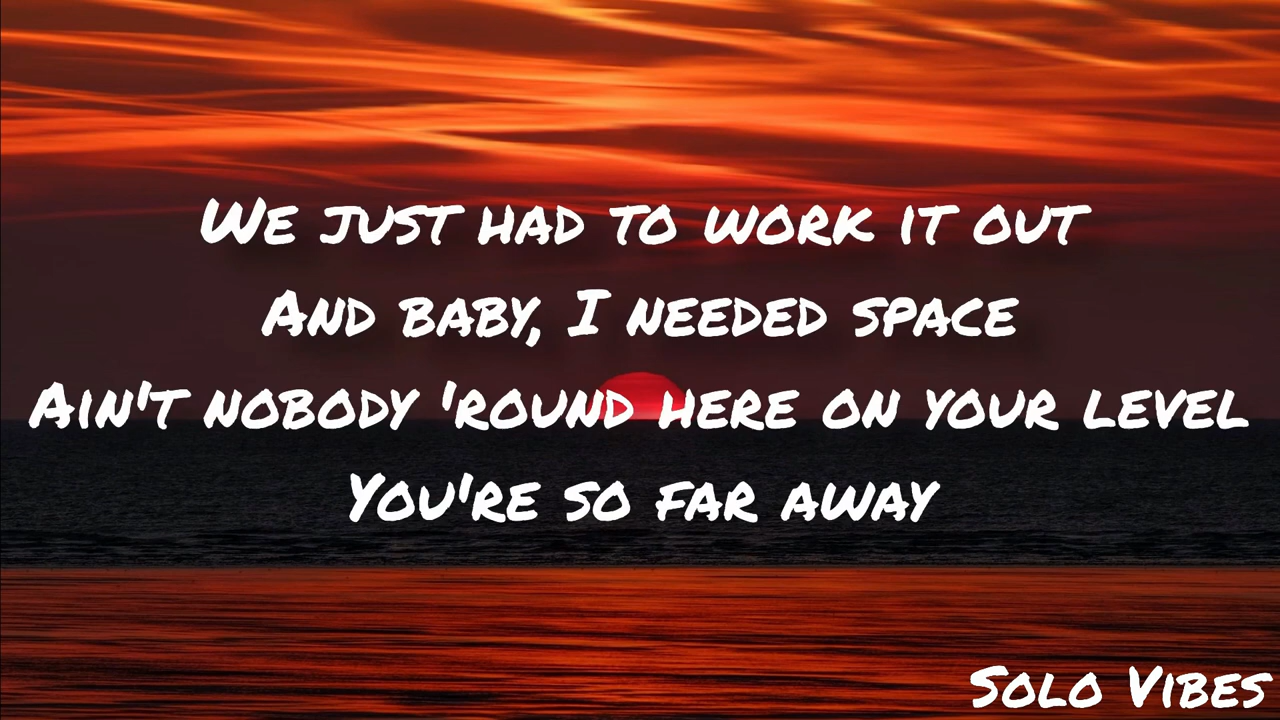 We just had to work it out
And baby, I needed space
Ain't nobody 'round here on your level
You're so far away
Solo Vibes